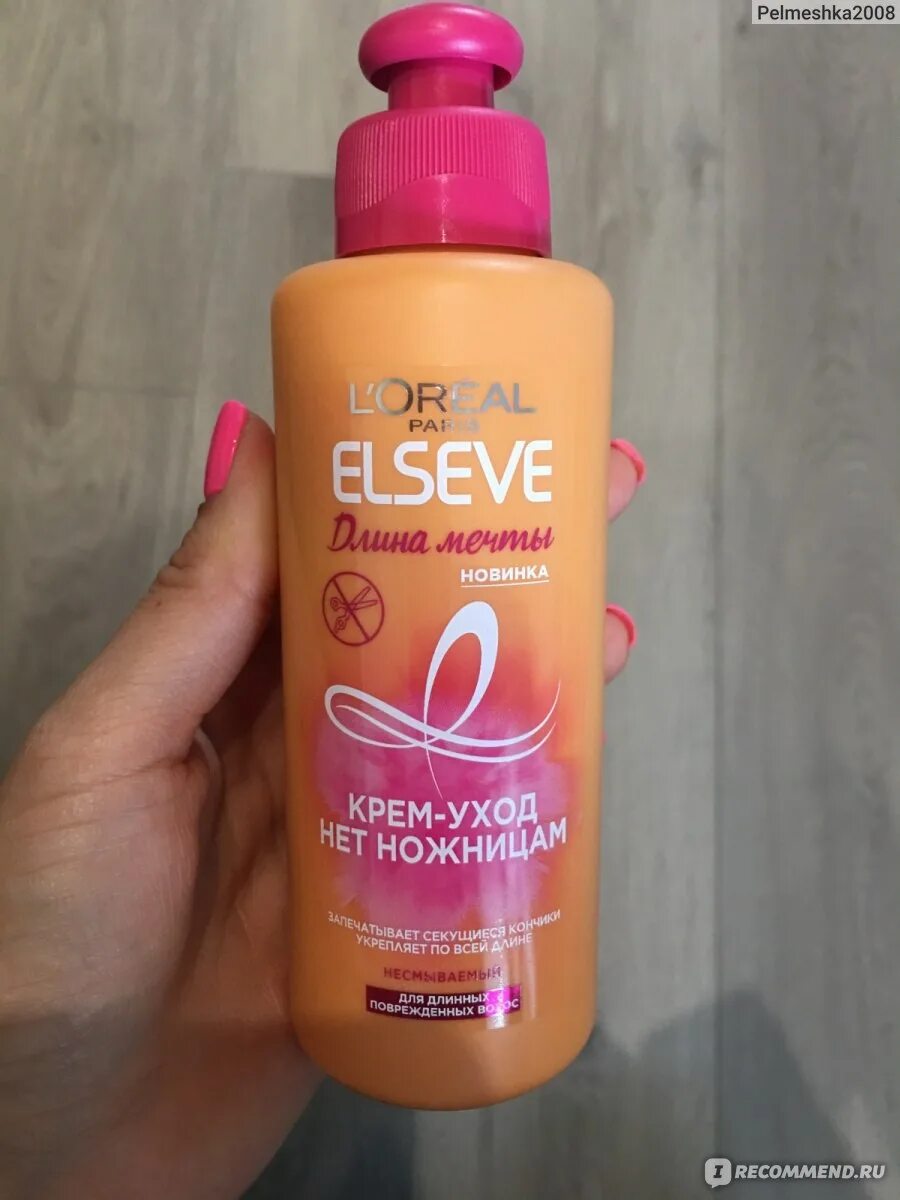 Pelmeshka2008
L'ORÉAL
PARIS
ELSEVE
Длина мечты
НОВИНКА
КРЕМ-УХОД
НЕТ НОЖНИЦАМ
ЗАПЕЧАТЫВАЕТ СЕКУЩИЕСЯ КОНЧИКИ
УКРЕПЛЯЕТ ПО ВСЕЙ ДЛИНЕ
НЕСМЫВАЕМЫЙ
ДЛЯ ДЛИННЫХ
ПОВРЕЖДЕННЫХ ВОЛОС
IRECOMMEND.RU